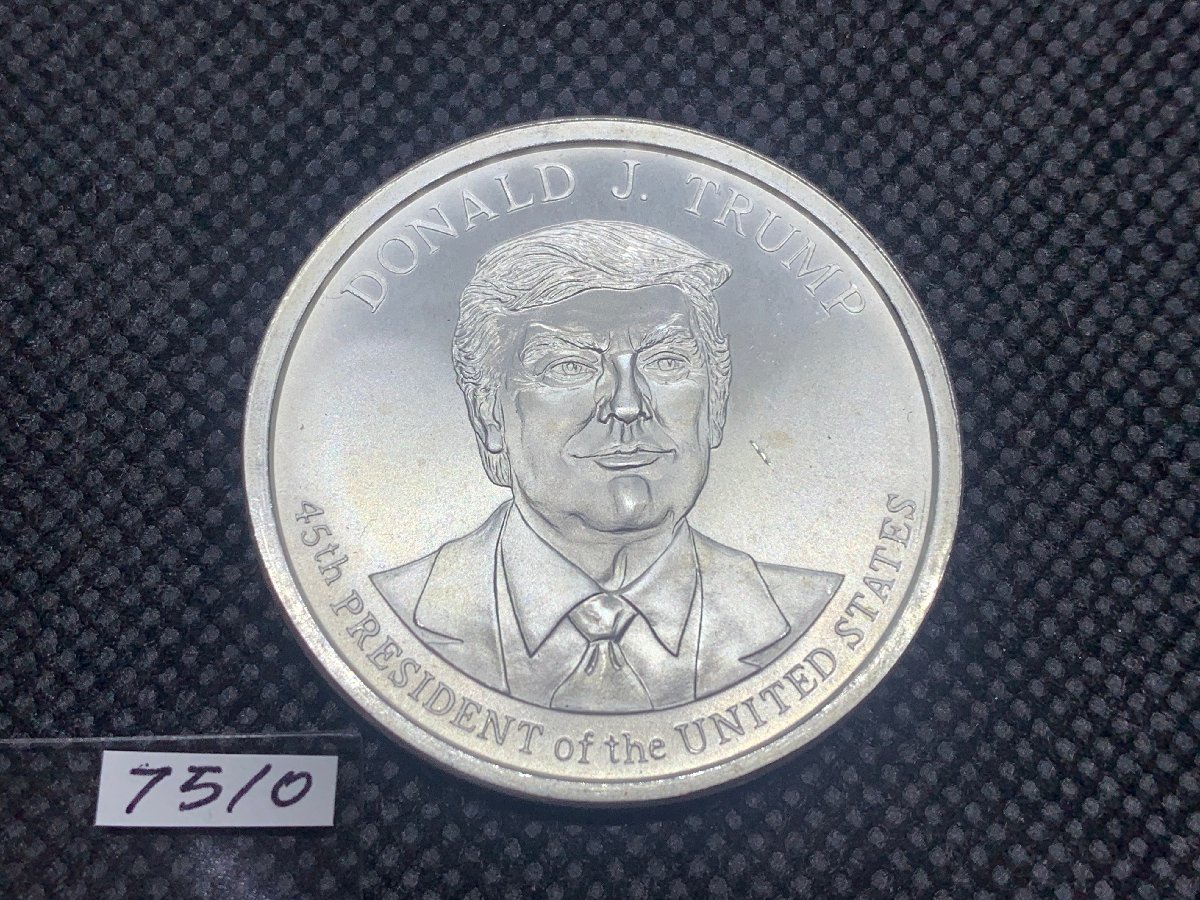 DONALD J. TRUMP
45th PRESIDENT of the UNITED STATES
7510